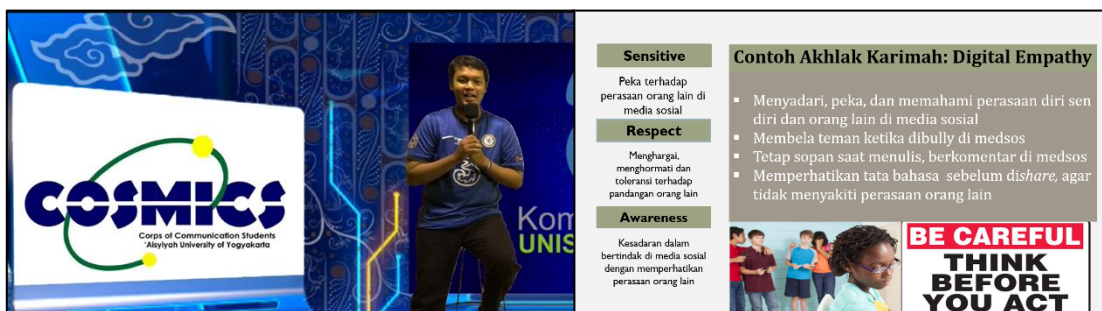 COSMICS
Corps of Communication Students
'Aisyiyah University of Yogyakarta
Kom
UNIS
Sensitive
Peka terhadap
perasaan orang lain di
media sosial
Respect
Menghargai,
menghormati dan
toleransi terhadap
pandangan orang lain
Awareness
Kesadaran dalam
bertindak di media sosial
dengan memperhatikan
perasaan orang lain
Contoh Akhlak Karimah: Digital Empathy
▪ Menyadari, peka, dan memahami perasaan diri sen
diri dan orang lain di media sosial
▪ Membela teman ketika dibully di medsos
▪ Tetap sopan saat menulis, berkomentar di medsos
▪ Memperhatikan tata bahasa sebelum dishare, agar
tidak menyakiti perasaan orang lain
BE CAREFUL
THINK
BEFORE
YOU ACT